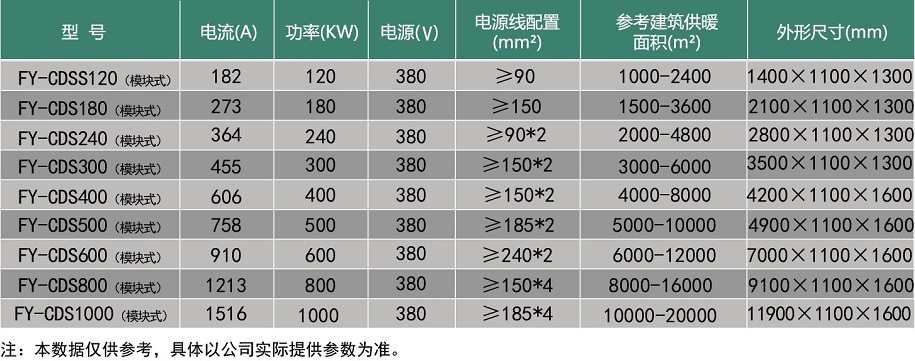 型 号 电流(A) 功率(KW) 电源(V) 电源线配置(mm²) 参考建筑供暖面积(m²) 外形尺寸(mm)
FY-CDSS120（模块式） 182 120 380 ≥90 1000-2400 1400×1100×1300
FY-CDS180（模块式） 273 180 380 ≥150 1500-3600 2100×1100×1300
FY-CDS240（模块式） 364 240 380 ≥90*2 2000-4800 2800×1100×1300
FY-CDS300（模块式） 455 300 380 ≥150*2 3000-6000 3500×1100×1300
FY-CDS400（模块式） 606 400 380 ≥150*2 4000-8000 4200×1100×1600
FY-CDS500（模块式） 758 500 380 ≥185*2 5000-10000 4900×1100×1600
FY-CDS600（模块式） 910 600 380 ≥240*2 6000-12000 7000×1100×1600
FY-CDS800（模块式） 1213 800 380 ≥150*4 8000-16000 9100×1100×1600
FY-CDS1000（模块式） 1516 1000 380 ≥185*4 10000-20000 11900×1100×1600
注：本数据仅供参考，具体以公司实际提供参数为准。